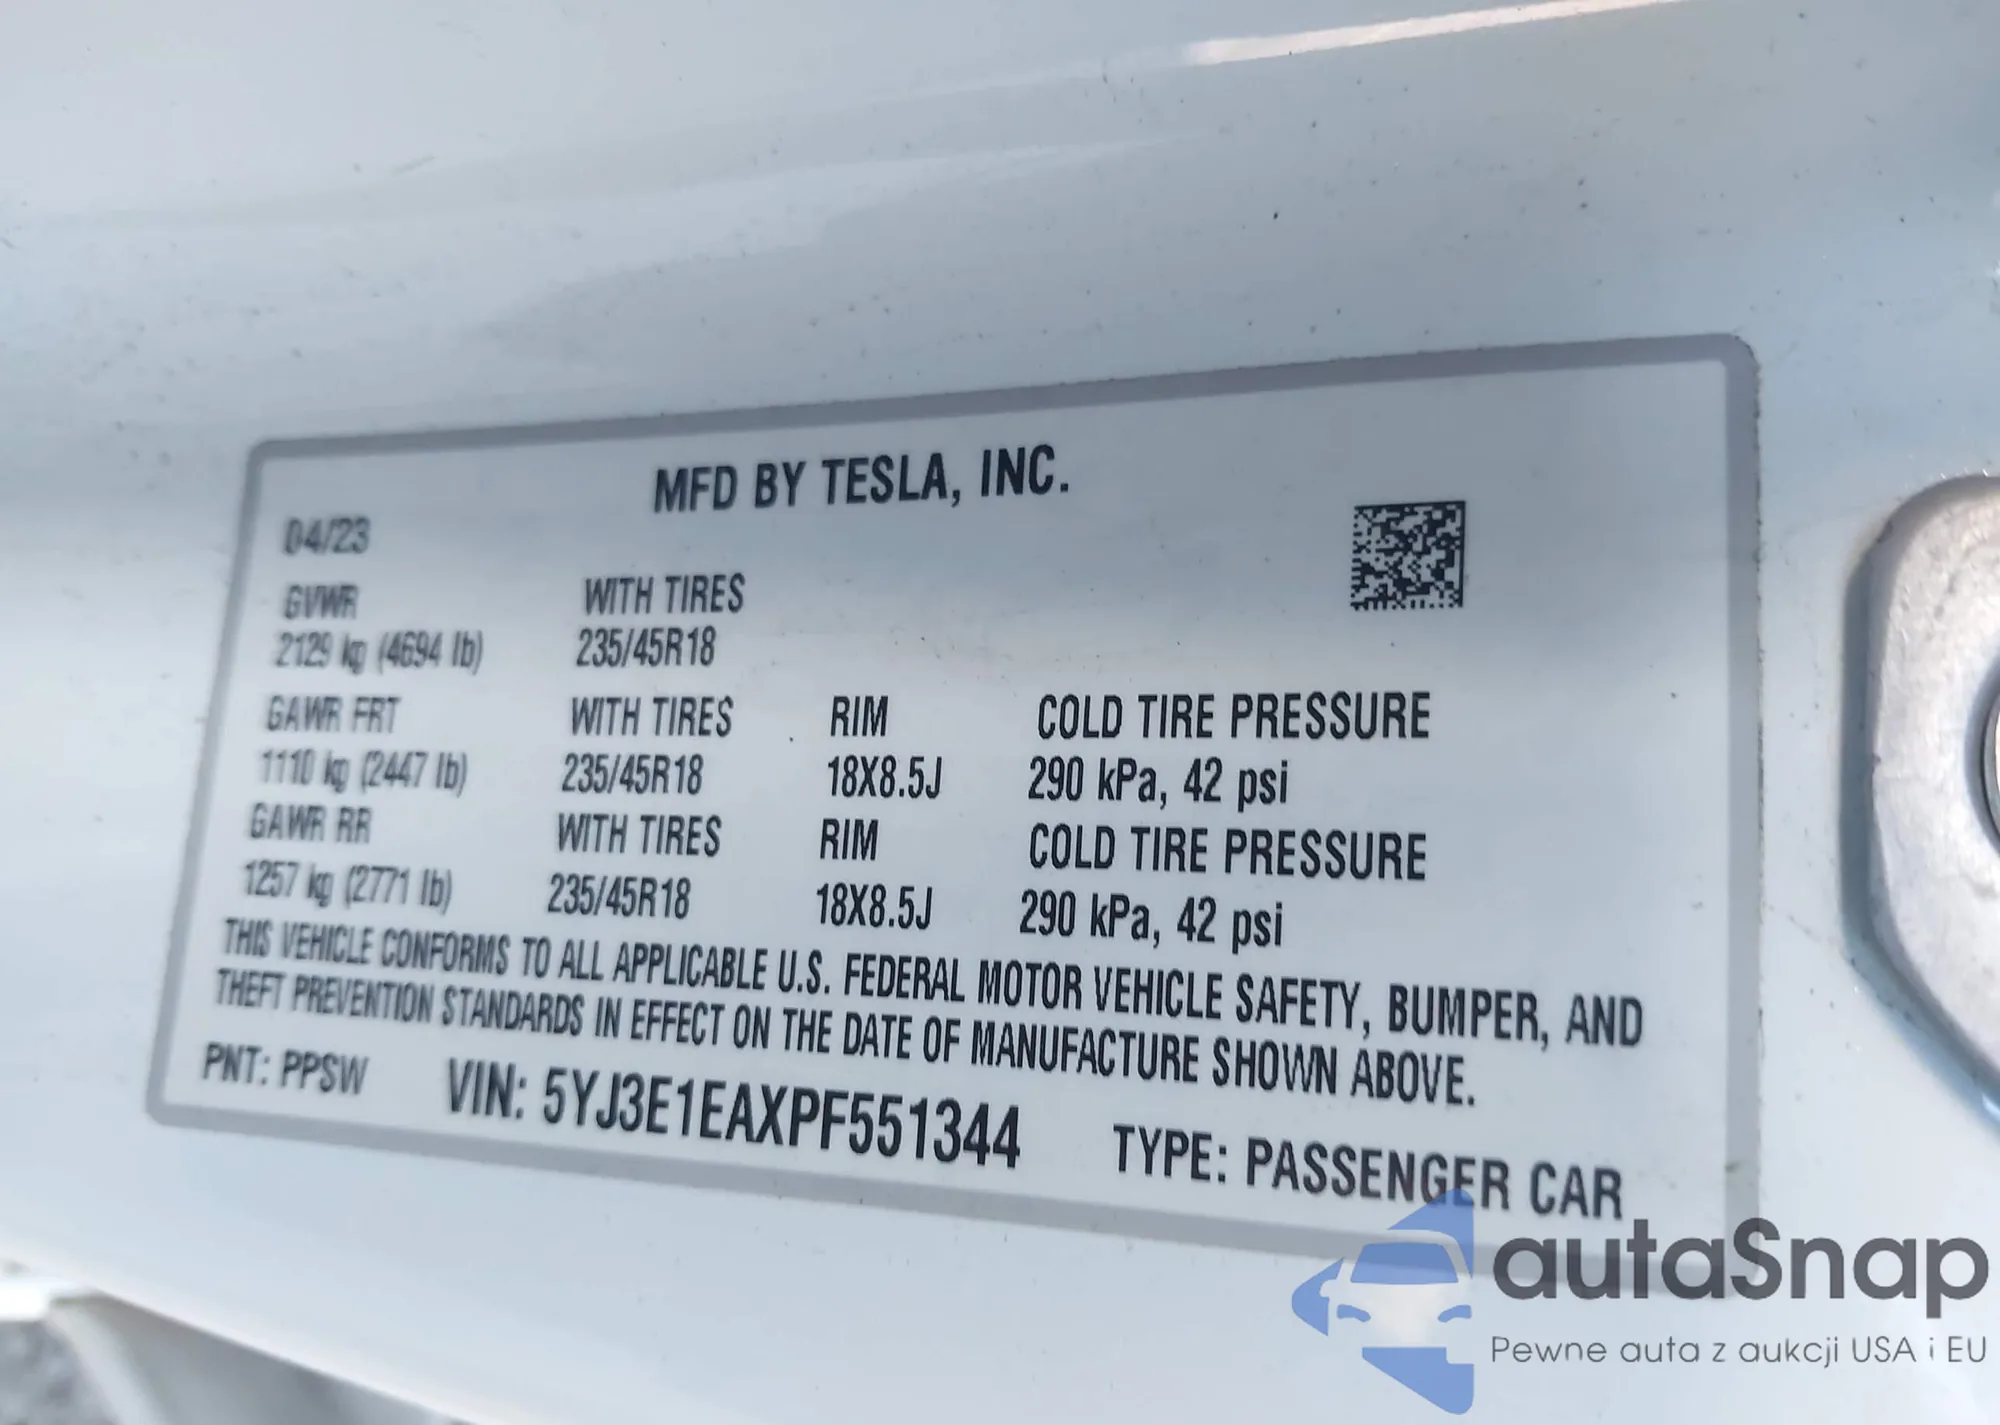 MFD BY TESLA, INC.
04/23
GVWR WITH TIRES
2129 kg (4694 lb) 235/45R18
GAWR FRT WITH TIRES RIM COLD TIRE PRESSURE
1110 kg (2447 lb) 235/45R18 18X8.5J 290 kPa, 42 psi
GAWR RR WITH TIRES RIM COLD TIRE PRESSURE
1257 kg (2771 lb) 235/45R18 18X8.5J 290 kPa, 42 psi
THIS VEHICLE CONFORMS TO ALL APPLICABLE U.S. FEDERAL MOTOR VEHICLE SAFETY, BUMPER, AND
THEFT PREVENTION STANDARDS IN EFFECT ON THE DATE OF MANUFACTURE SHOWN ABOVE.
PNT: PPSW VIN: 5YJ3E1EAXPF551344 TYPE: PASSENGER CAR
autaSnap
Pewne auta z aukcji USA i EU